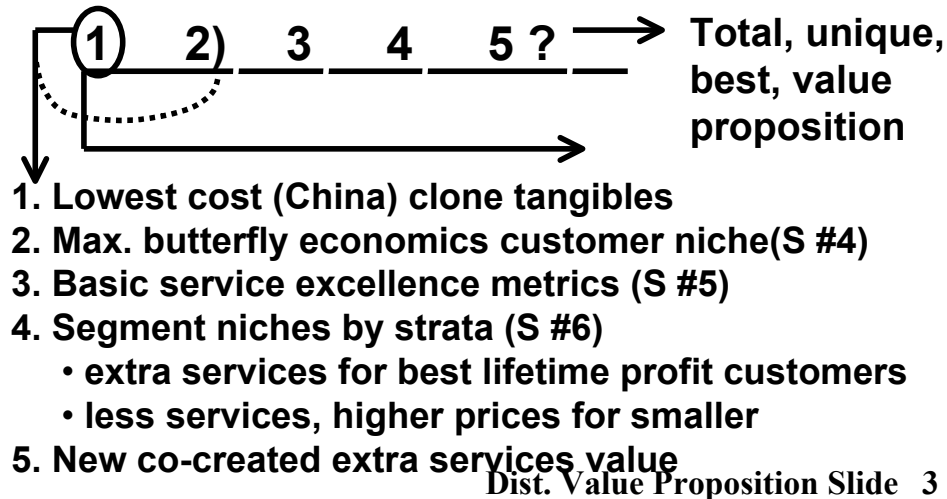 1 2) 3 4 5 ? Total, unique,
best, value
proposition
1. Lowest cost (China) clone tangibles
2. Max. butterfly economics customer niche(S #4)
3. Basic service excellence metrics (S #5)
4. Segment niches by strata (S #6)
• extra services for best lifetime profit customers
• less services, higher prices for smaller
5. New co-created extra services value
Dist. Value Proposition Slide 3